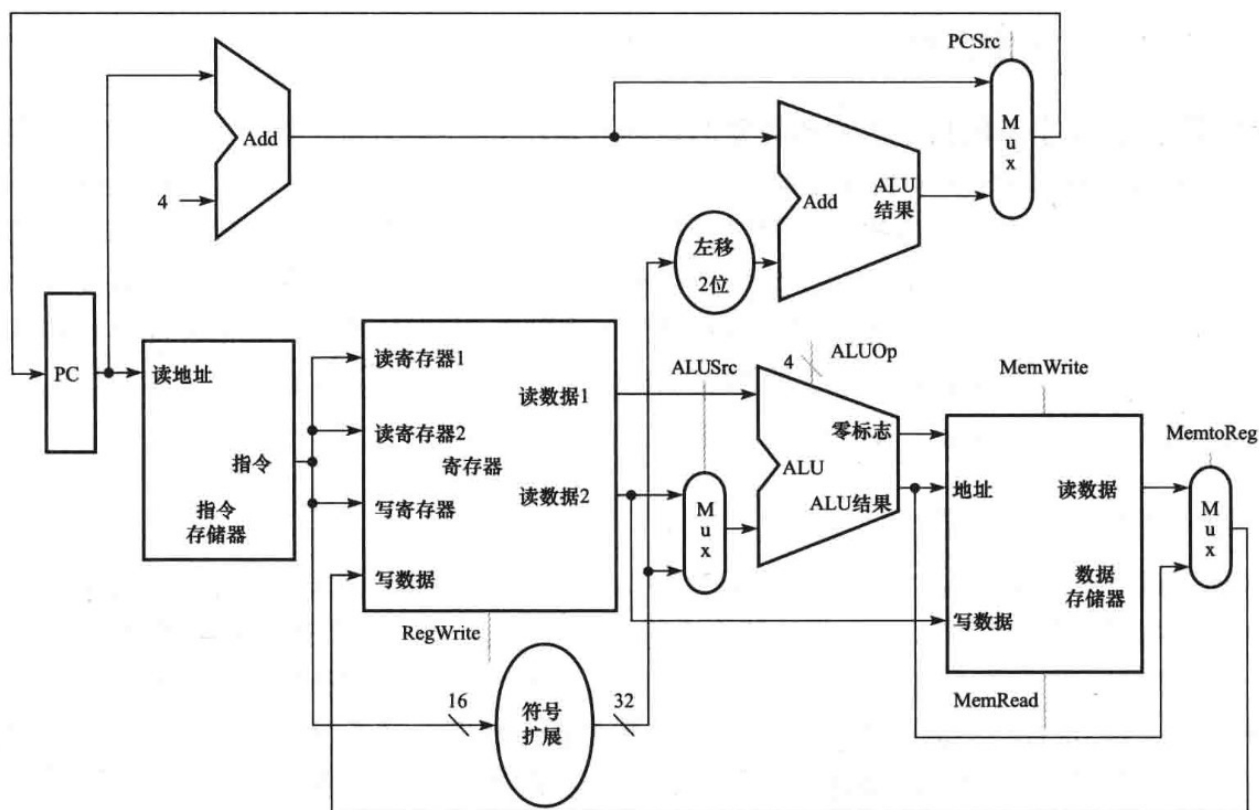 PCSrc
Add
4
M
u
x
Add
ALU
结果
左移
2位
PC
读地址
指令
指令
存储器
读寄存器1
读寄存器2
寄存器
写寄存器
写数据
读数据1
读数据2
RegWrite
16
符号
扩展
32
ALUSrc
M
u
x
4
ALUOp
零标志
ALU
ALU结果
MemWrite
地址
读数据
数据
存储器
写数据
MemRead
MemtoReg
M
u
x